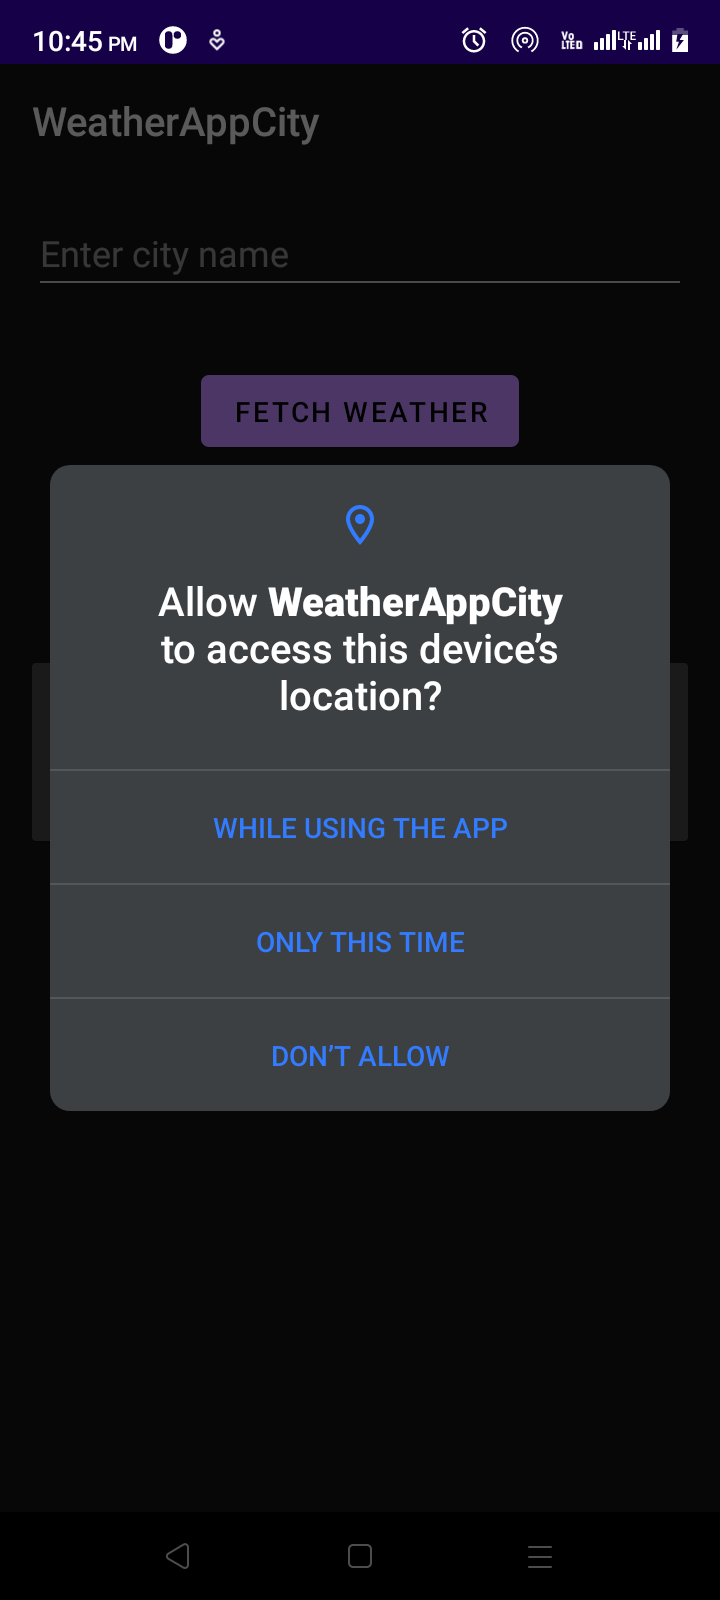 10:45 PM
Vo LTE D
LTE
WeatherAppCity
Enter city name
FETCH WEATHER
Allow WeatherAppCity
to access this device’s
location?
WHILE USING THE APP
ONLY THIS TIME
DON’T ALLOW